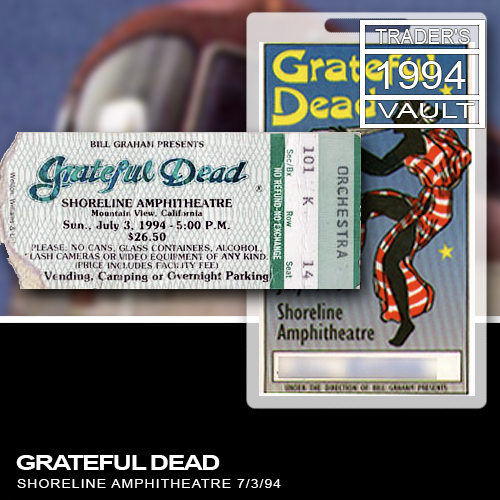 TRADER'S
1994
VAULT
Grateful
Dead
BILL GRAHAM PRESENTS
Grateful Dead
®
SHORELINE AMPHITHEATRE
Mountain View, California
Sun., July 3, 1994 - 5:00 P.M.
$26.50
PLEASE, NO CANS, GLASS CONTAINERS, ALCOHOL,
LASH CAMERAS OR VIDEO EQUIPMENT OF ANY KIND.
(PRICE INCLUDES FACILITY FEE)
Vending, Camping or Overnight Parking
NO REFUND-NO EXCHANGE
Sec/Bx Row Seat
101 K 14
ORCHESTRA
Shoreline
Amphitheatre
UNDER THE DIRECTION OF BILL GRAHAM PRESENTS
GRATEFUL DEAD
SHORELINE AMPHITHEATRE 7/3/94